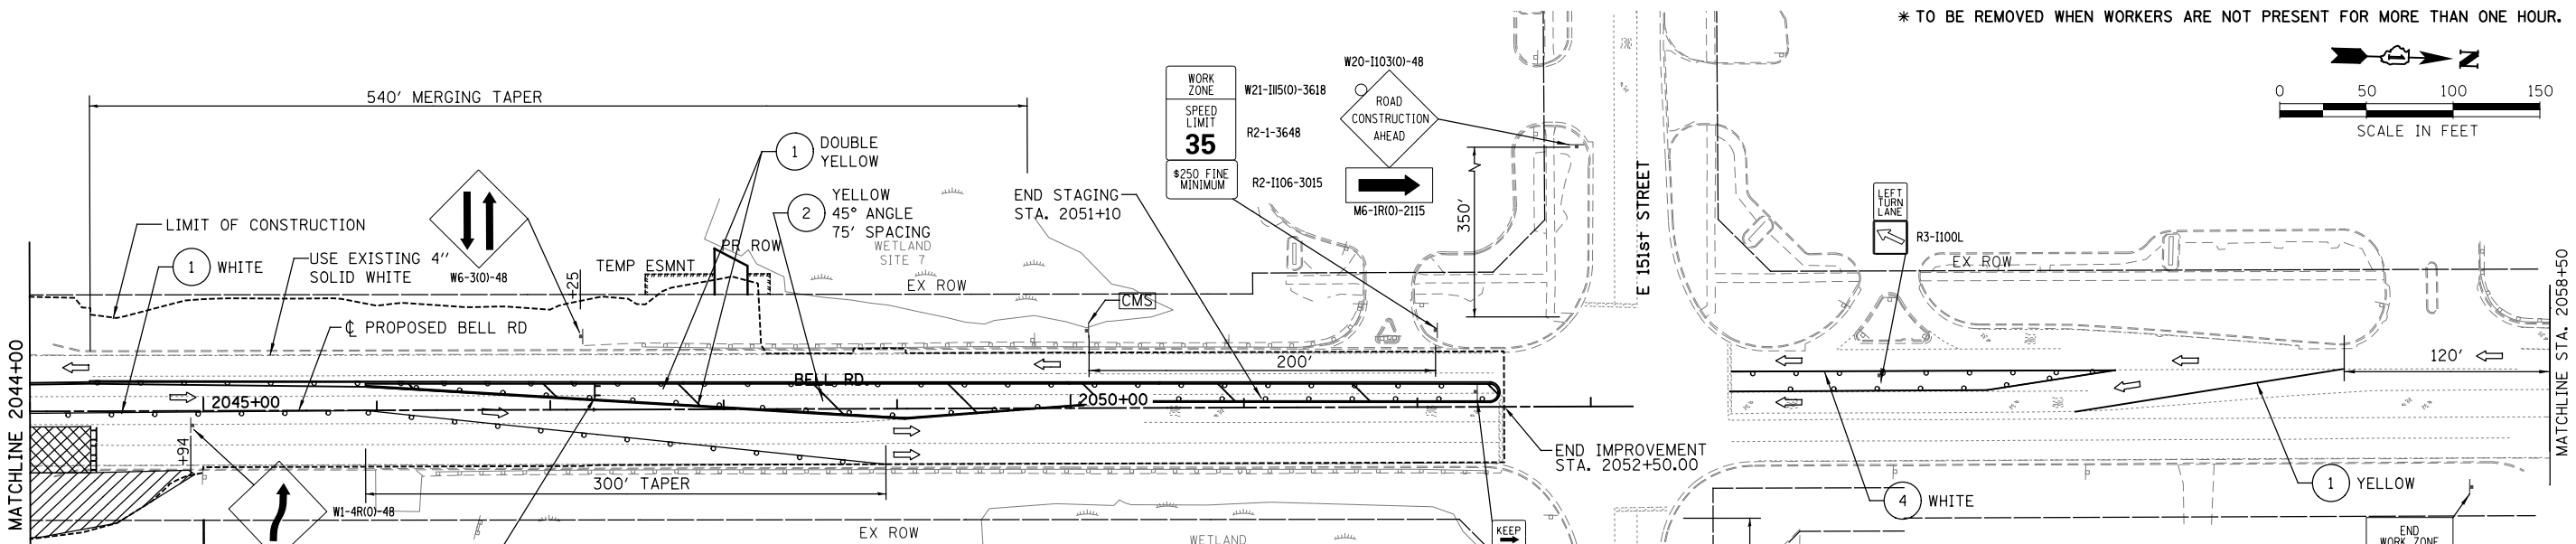 * TO BE REMOVED WHEN WORKERS ARE NOT PRESENT FOR MORE THAN ONE HOUR.
N
0 50 100 150
SCALE IN FEET
540' MERGING TAPER
1 DOUBLE
YELLOW
2 YELLOW
45° ANGLE
75' SPACING
WETLAND
SITE 7
LIMIT OF CONSTRUCTION
1 WHITE
USE EXISTING 4"
SOLID WHITE
W6-3(O)-48
+25
TEMP ESMNT
PR ROW
EX ROW
℄ PROPOSED BELL RD
END STAGING
STA. 2051+10
CMS
WORK
ZONE
SPEED
LIMIT
35
$250 FINE
MINIMUM
W21-I115(O)-3618
R2-1-3648
R2-I106-3015
W20-I103(O)-48
ROAD
CONSTRUCTION
AHEAD
M6-1R(O)-2115
350'
E 151st STREET
LEFT
TURN
LANE
R3-I100L
EX ROW
MATCHLINE STA. 2058+50
120'
200'
MATCHLINE 2044+00
BELL RD.
2045+00
2050+00
+94
W1-4R(O)-48
300' TAPER
EX ROW
WETLAND
END IMPROVEMENT
STA. 2052+50.00
KEEP
4 WHITE
1 YELLOW
END
WORK ZONE